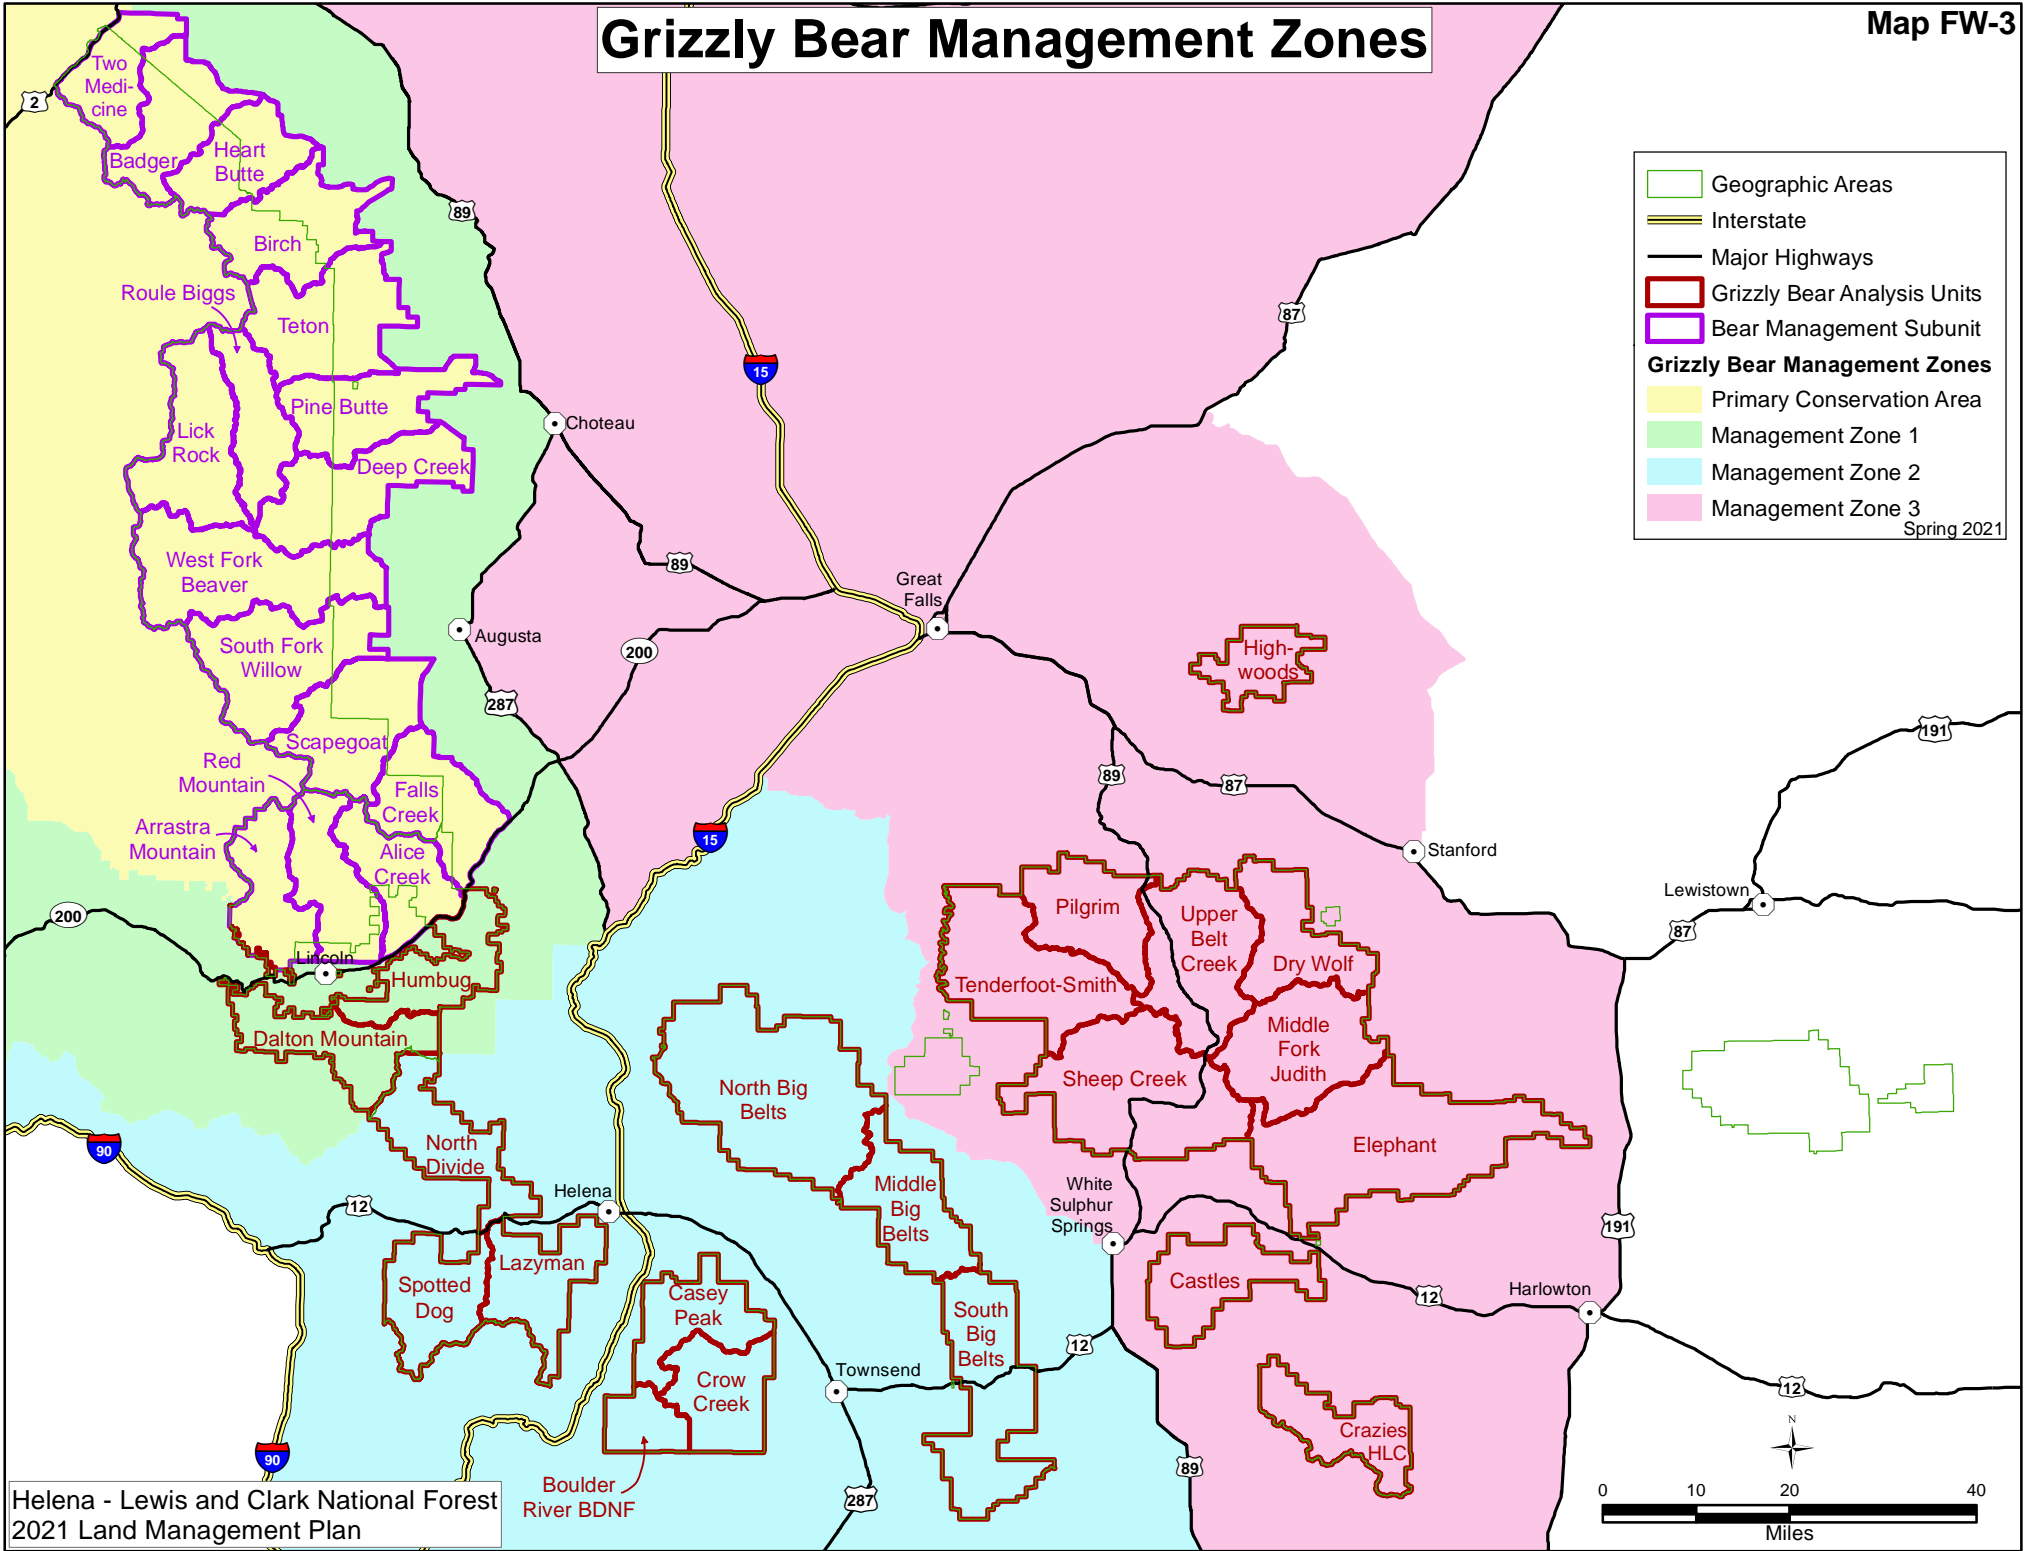 Grizzly Bear Management Zones
Map FW-3
Two
Medi-
cine
2
Badger
Heart
Butte
89
Birch
Roule Biggs
Teton
Geographic Areas
Interstate
Major Highways
Grizzly Bear Analysis Units
Bear Management Subunit
Grizzly Bear Management Zones
Primary Conservation Area
Management Zone 1
Management Zone 2
Management Zone 3
Spring 2021
87
15
Pine Butte
Choteau
Lick
Rock
Deep Creek
West Fork
Beaver
89
Great
Falls
South Fork
Willow
Augusta
200
High-
woods
287
Scapegoat
Red
Mountain
Falls
Creek
Arrastra
Mountain
Alice
Creek
15
89
87
191
Stanford
Lewistown
87
200
Lincoln
Humbug
Dalton Mountain
Pilgrim
Upper
Belt
Creek
Dry Wolf
Tenderfoot-Smith
Middle
Fork
Judith
Sheep Creek
North Big
Belts
Elephant
90
North
Divide
12
Helena
Middle
Big
Belts
White
Sulphur
Springs
191
Lazyman
Spotted
Dog
Casey
Peak
Castles
12
Harlowton
South
Big
Belts
12
Townsend
Crow
Creek
12
Crazies
HLC
90
Boulder
River BDNF
287
89
N
0 10 20 40
Miles
Helena - Lewis and Clark National Forest
2021 Land Management Plan